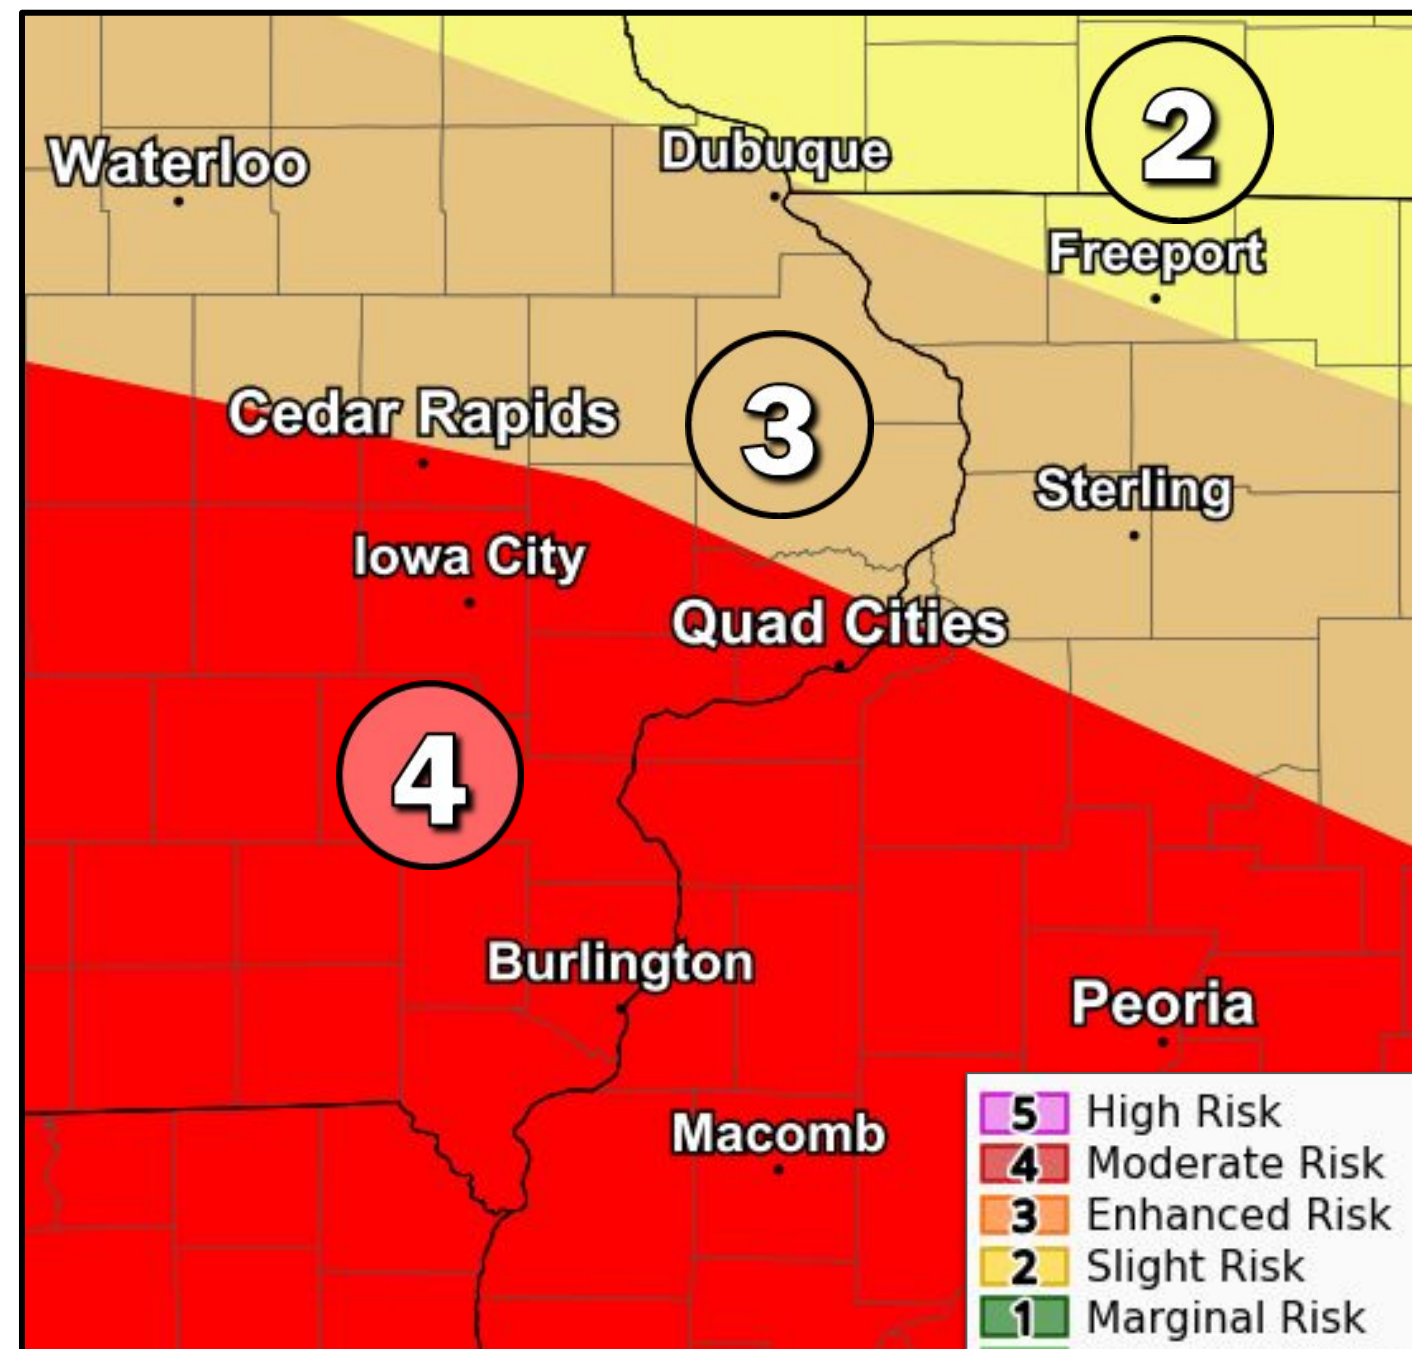 2
Waterloo
Dubuque
Freeport
3
Cedar Rapids
Sterling
Iowa City
Quad Cities
4
Burlington
Peoria
Macomb
5 High Risk
4 Moderate Risk
3 Enhanced Risk
2 Slight Risk
1 Marginal Risk